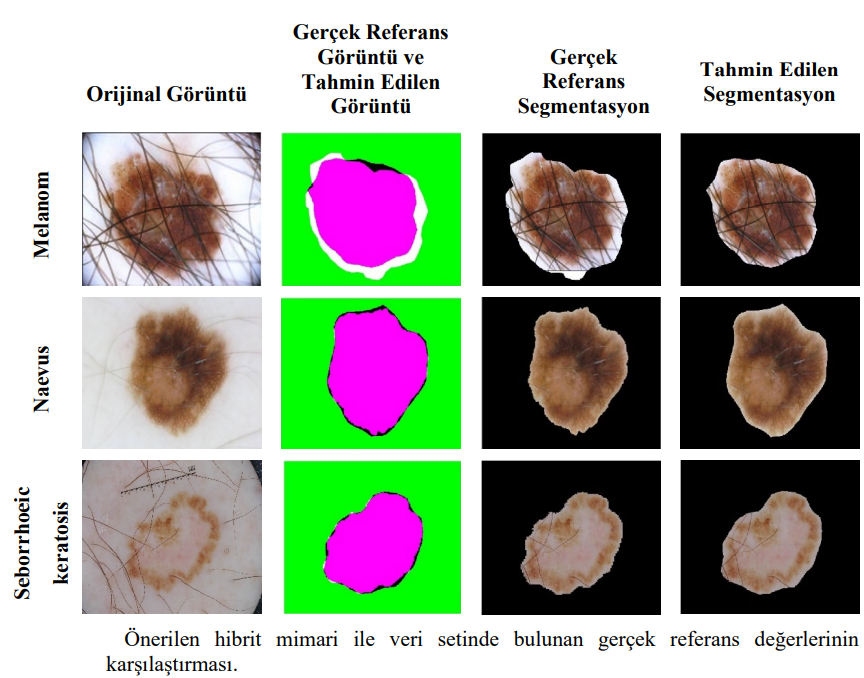 Orijinal Görüntü
Gerçek Referans
Görüntü ve
Tahmin Edilen
Görüntü
Gerçek
Referans
Segmentasyon
Tahmin Edilen
Segmentasyon
Melanom
Naevus
Seborrhoeic
keratosis
Önerilen hibrit mimari ile veri setinde bulunan gerçek referans değerlerinin
karşılaştırması.